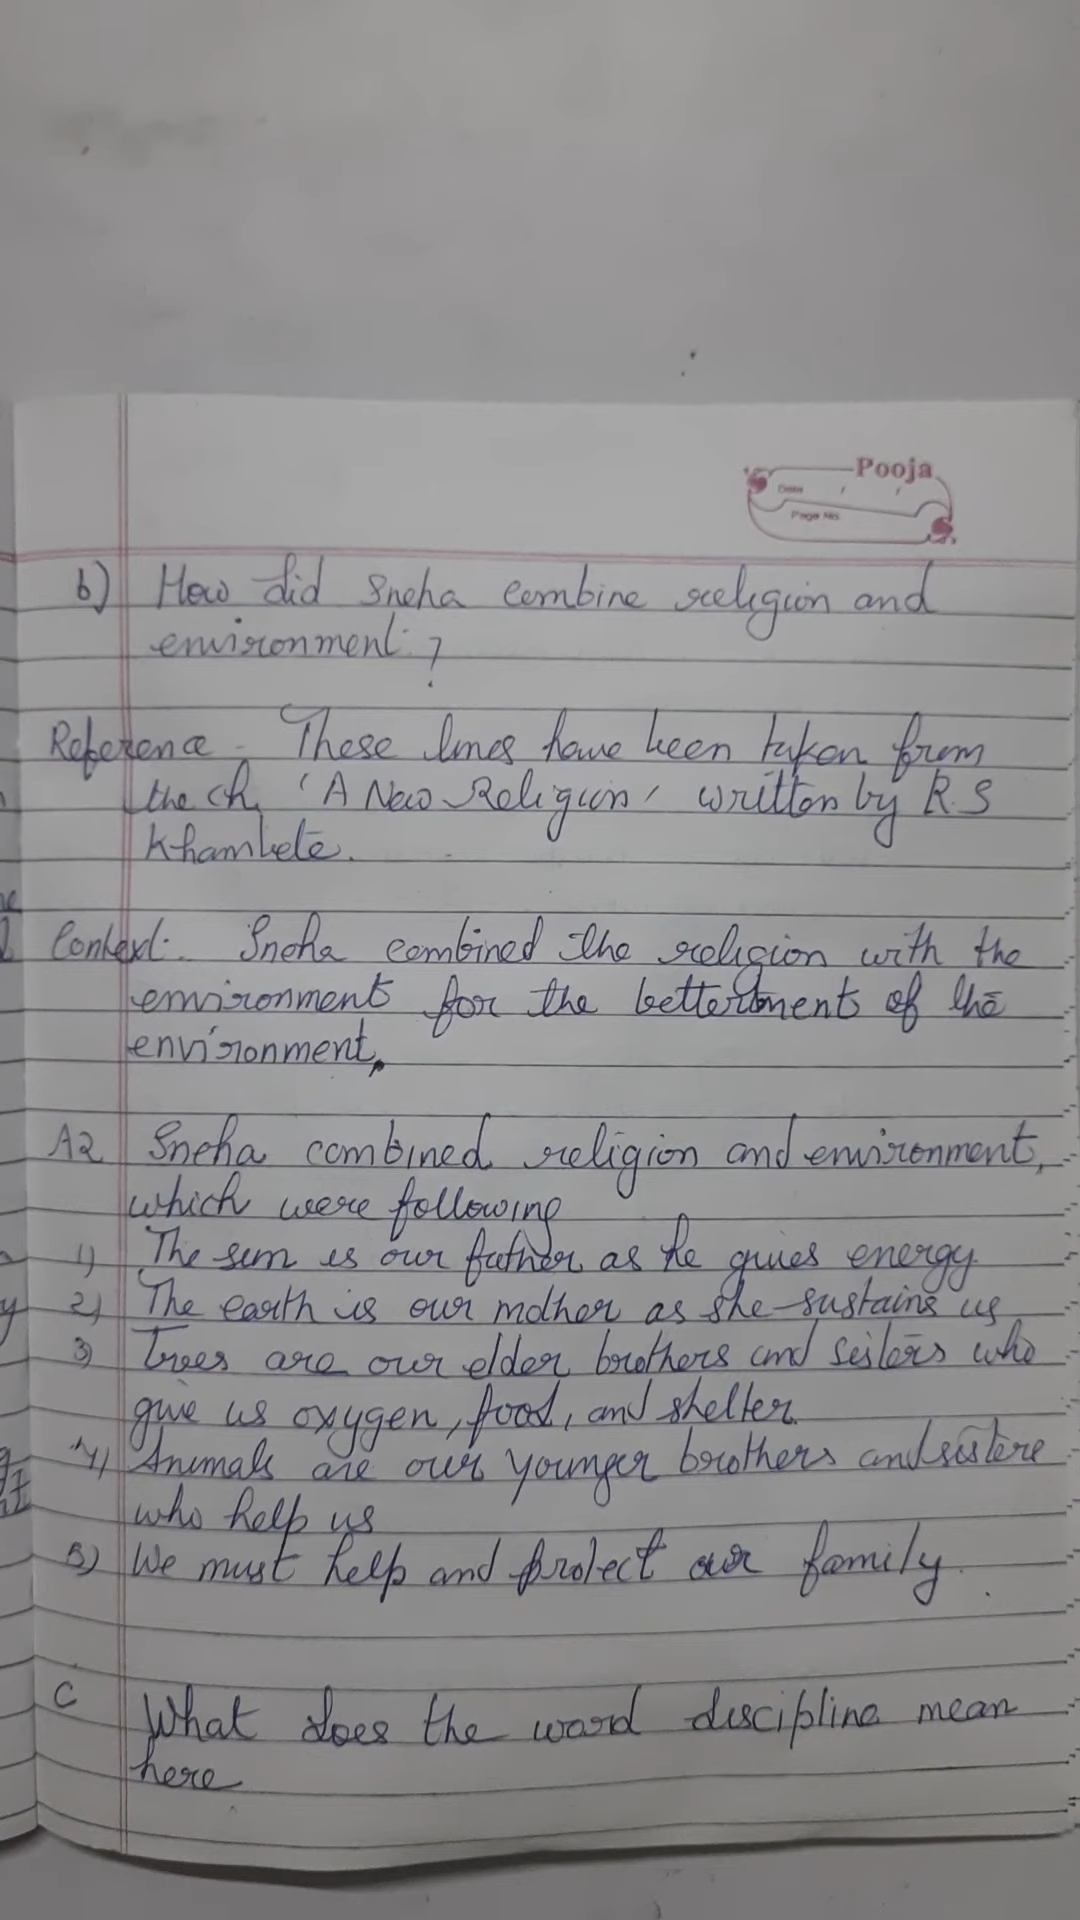 Pooja
Date / /
Page No.
b) How did Sneha combine religion and
environment ?
Reference - These lines have been taken from
the ch, 'A New Religion' written by R.S
Khambete.
Context: Sneha combined the religion with the
environment for the betterment of the
environment.
A2 Sneha combined religion and environment,
which were following
1) The sun is our father as he gives energy
2) The earth is our mother as she sustains us
3) Trees are our elder brothers and sisters who
give us oxygen, food, and shelter.
4) Animals are our younger brothers and sisters
who help us
5) We must help and protect our family.
C What does the word discipline mean
here